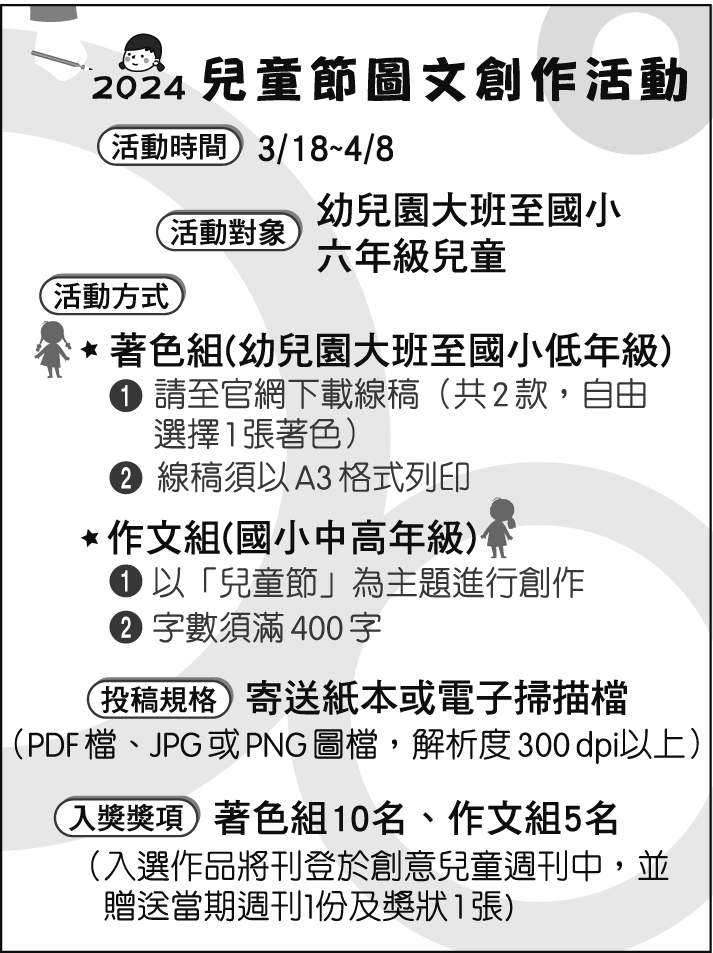 2024 兒童節圖文創作活動
活動時間 3/18~4/8
活動對象 幼兒園大班至國小
六年級兒童
活動方式
★ 著色組(幼兒園大班至國小低年級)
❶ 請至官網下載線稿（共2款，自由
選擇1張著色）
❷ 線稿須以A3格式列印
★ 作文組(國小中高年級)
❶ 以「兒童節」為主題進行創作
❷ 字數須滿400字
投稿規格 寄送紙本或電子掃描檔
（PDF檔、JPG或PNG圖檔，解析度300 dpi以上）
入獎獎項 著色組10名、作文組5名
（入選作品將刊登於創意兒童週刊中，並
贈送當期週刊1份及獎狀1張)